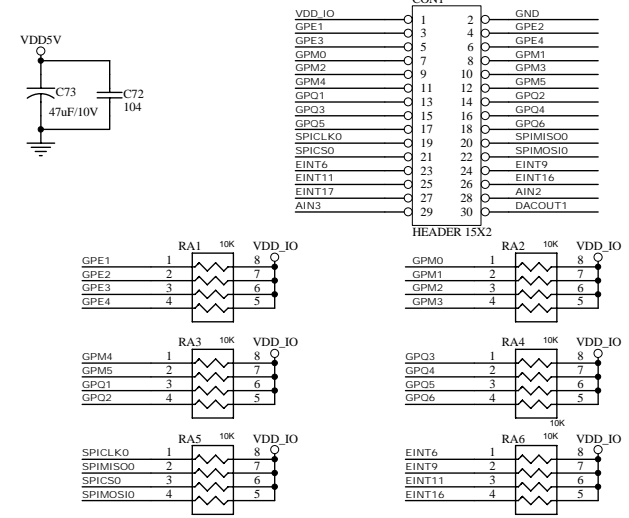 CON1
VDD_IO 1 2 GND
GPE1 3 4 GPE2
GPE3 5 6 GPE4
GPM0 7 8 GPM1
GPM2 9 10 GPM3
GPM4 11 12 GPM5
GPQ1 13 14 GPQ2
GPQ3 15 16 GPQ4
GPQ5 17 18 GPQ6
SPICLK0 19 20 SPIMISO0
SPICS0 21 22 SPIMOSI0
EINT6 23 24 EINT9
EINT11 25 26 EINT16
EINT17 27 28 AIN2
AIN3 29 30 DACOUT1
HEADER 15X2
VDD5V
C73
47uF/10V
C72
104
RA1 10K VDD_IO
GPE1 1 8
GPE2 2 7
GPE3 3 6
GPE4 4 5
RA2 10K VDD_IO
GPM0 1 8
GPM1 2 7
GPM2 3 6
GPM3 4 5
RA3 10K VDD_IO
GPM4 1 8
GPM5 2 7
GPQ1 3 6
GPQ2 4 5
RA4 10K VDD_IO
GPQ3 1 8
GPQ4 2 7
GPQ5 3 6
GPQ6 4 5
10K
RA5 10K VDD_IO
SPICLK0 1 8
SPIMISO0 2 7
SPICS0 3 6
SPIMOSI0 4 5
RA6 10K VDD_IO
EINT6 1 8
EINT9 2 7
EINT11 3 6
EINT16 4 5